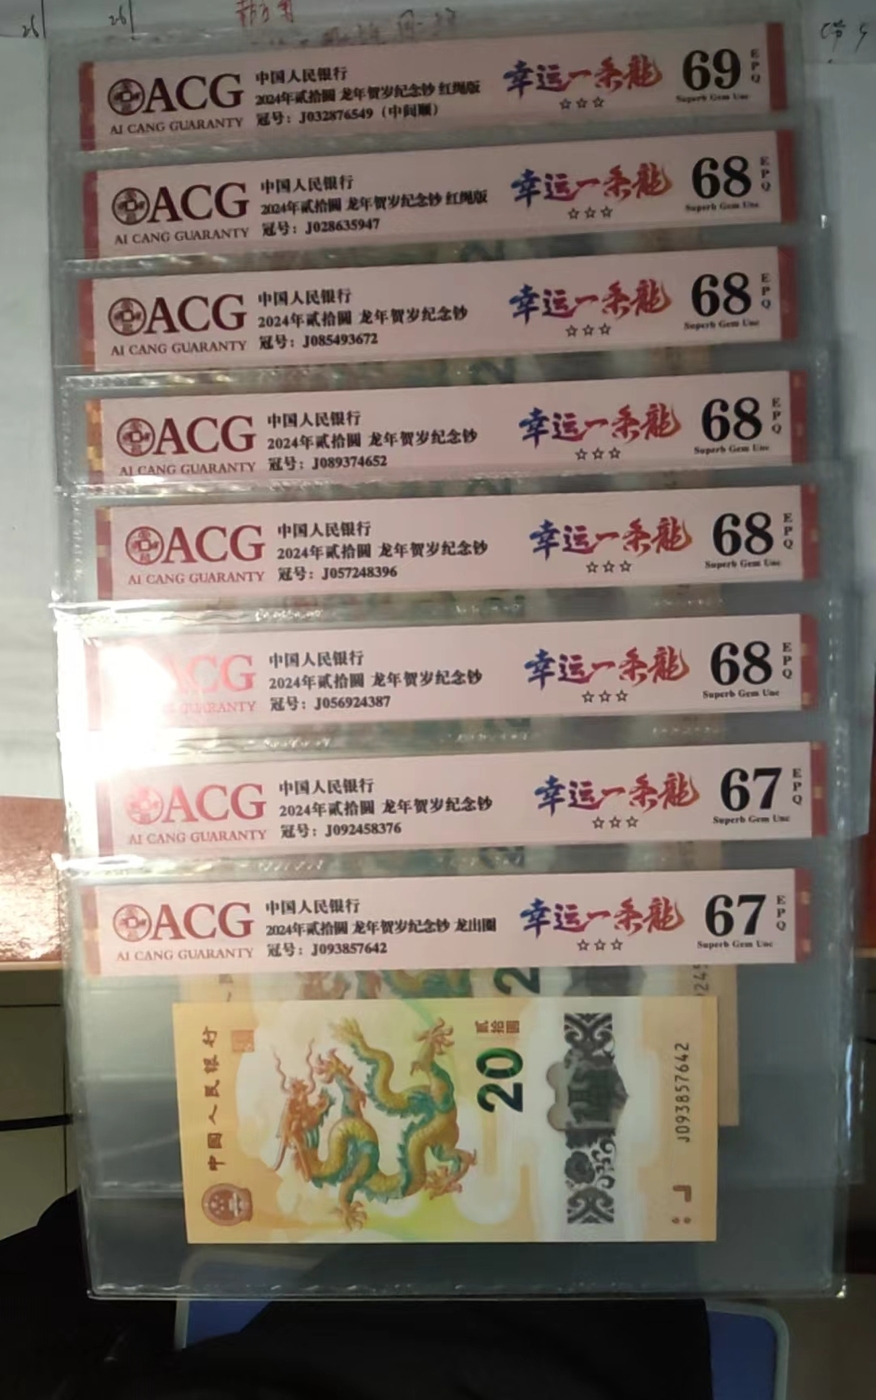 26
26
ACG
AI CANG GUARANTY
中国人民银行
2024年贰拾圆 龙年贺岁纪念钞 红绳版
冠号：J032876549（中间顺）
幸运一条龍
☆☆☆
69
EPQ
Superb Gem Unc
ACG
AI CANG GUARANTY
中国人民银行
2024年贰拾圆 龙年贺岁纪念钞 红绳版
冠号：J028635947
幸运一条龍
☆☆☆
68
EPQ
Superb Gem Unc
ACG
AI CANG GUARANTY
中国人民银行
2024年贰拾圆 龙年贺岁纪念钞
冠号：J085493672
幸运一条龍
☆☆☆
68
EPQ
Superb Gem Unc
ACG
AI CANG GUARANTY
中国人民银行
2024年贰拾圆 龙年贺岁纪念钞
冠号：J089374652
幸运一条龍
☆☆☆
68
EPQ
Superb Gem Unc
ACG
AI CANG GUARANTY
中国人民银行
2024年贰拾圆 龙年贺岁纪念钞
冠号：J057248396
幸运一条龍
☆☆☆
68
EPQ
Superb Gem Unc
ACG
GUARANTY
中国人民银行
2024年贰拾圆 龙年贺岁纪念钞
冠号：J056924387
幸运一条龍
☆☆☆
68
EPQ
Superb Gem Unc
ACG
AI CANG GUARANTY
中国人民银行
2024年贰拾圆 龙年贺岁纪念钞
冠号：J092458376
幸运一条龍
☆☆☆
67
EPQ
Superb Gem Unc
ACG
AI CANG GUARANTY
中国人民银行
2024年贰拾圆 龙年贺岁纪念钞 龙出圈
冠号：J093857642
幸运一条龍
☆☆☆
67
EPQ
Superb Gem Unc
中国人民银行
贰拾圆
20
J093857642